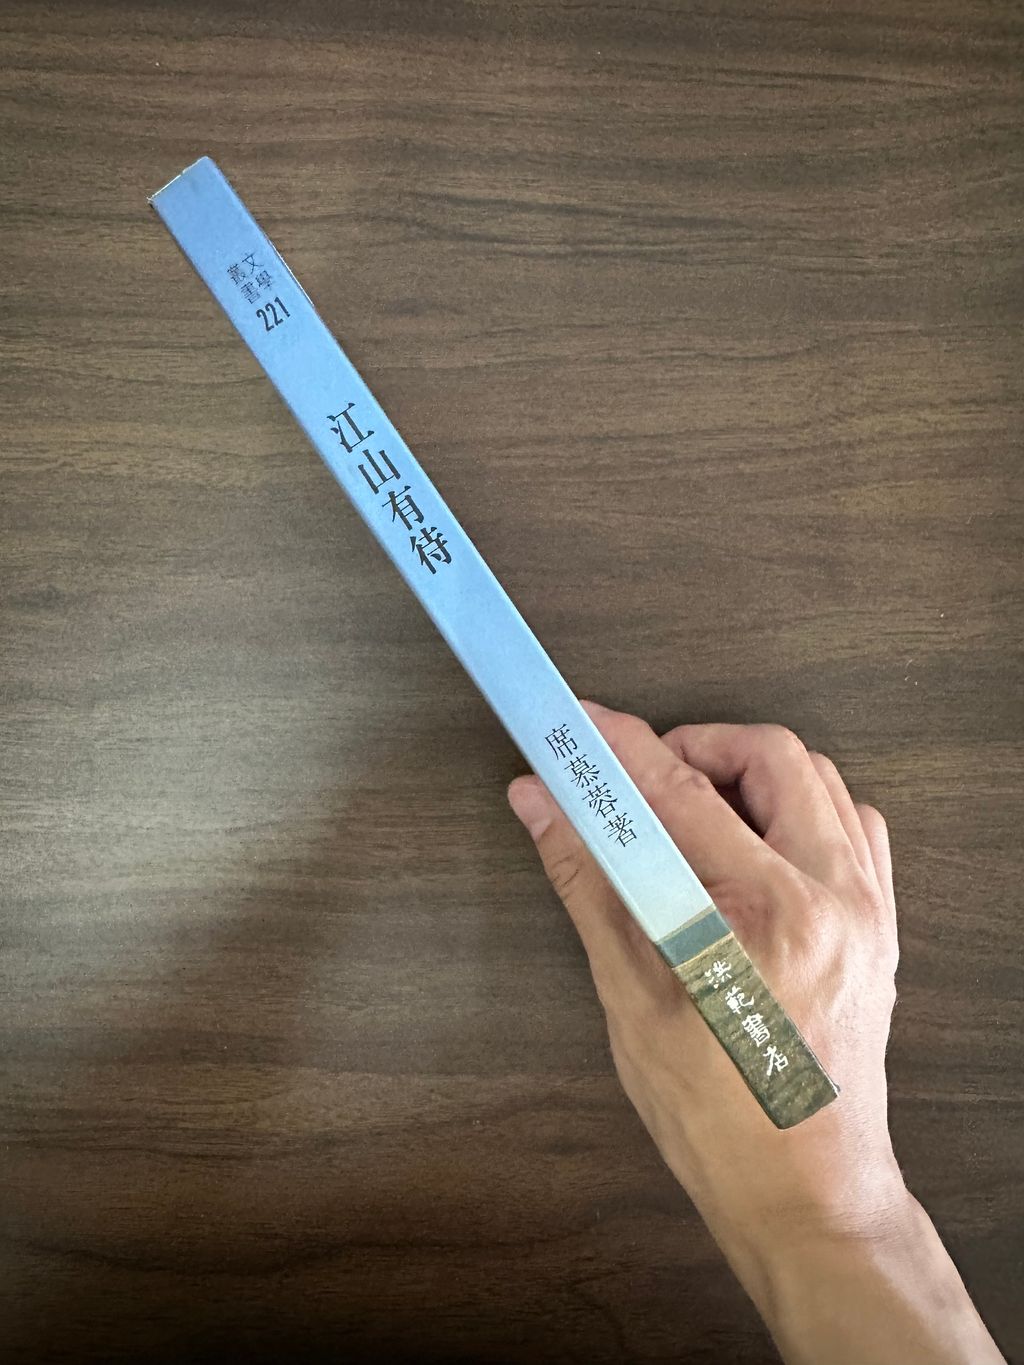 文學
叢書
221
江山有待
席慕蓉著
洪範書店